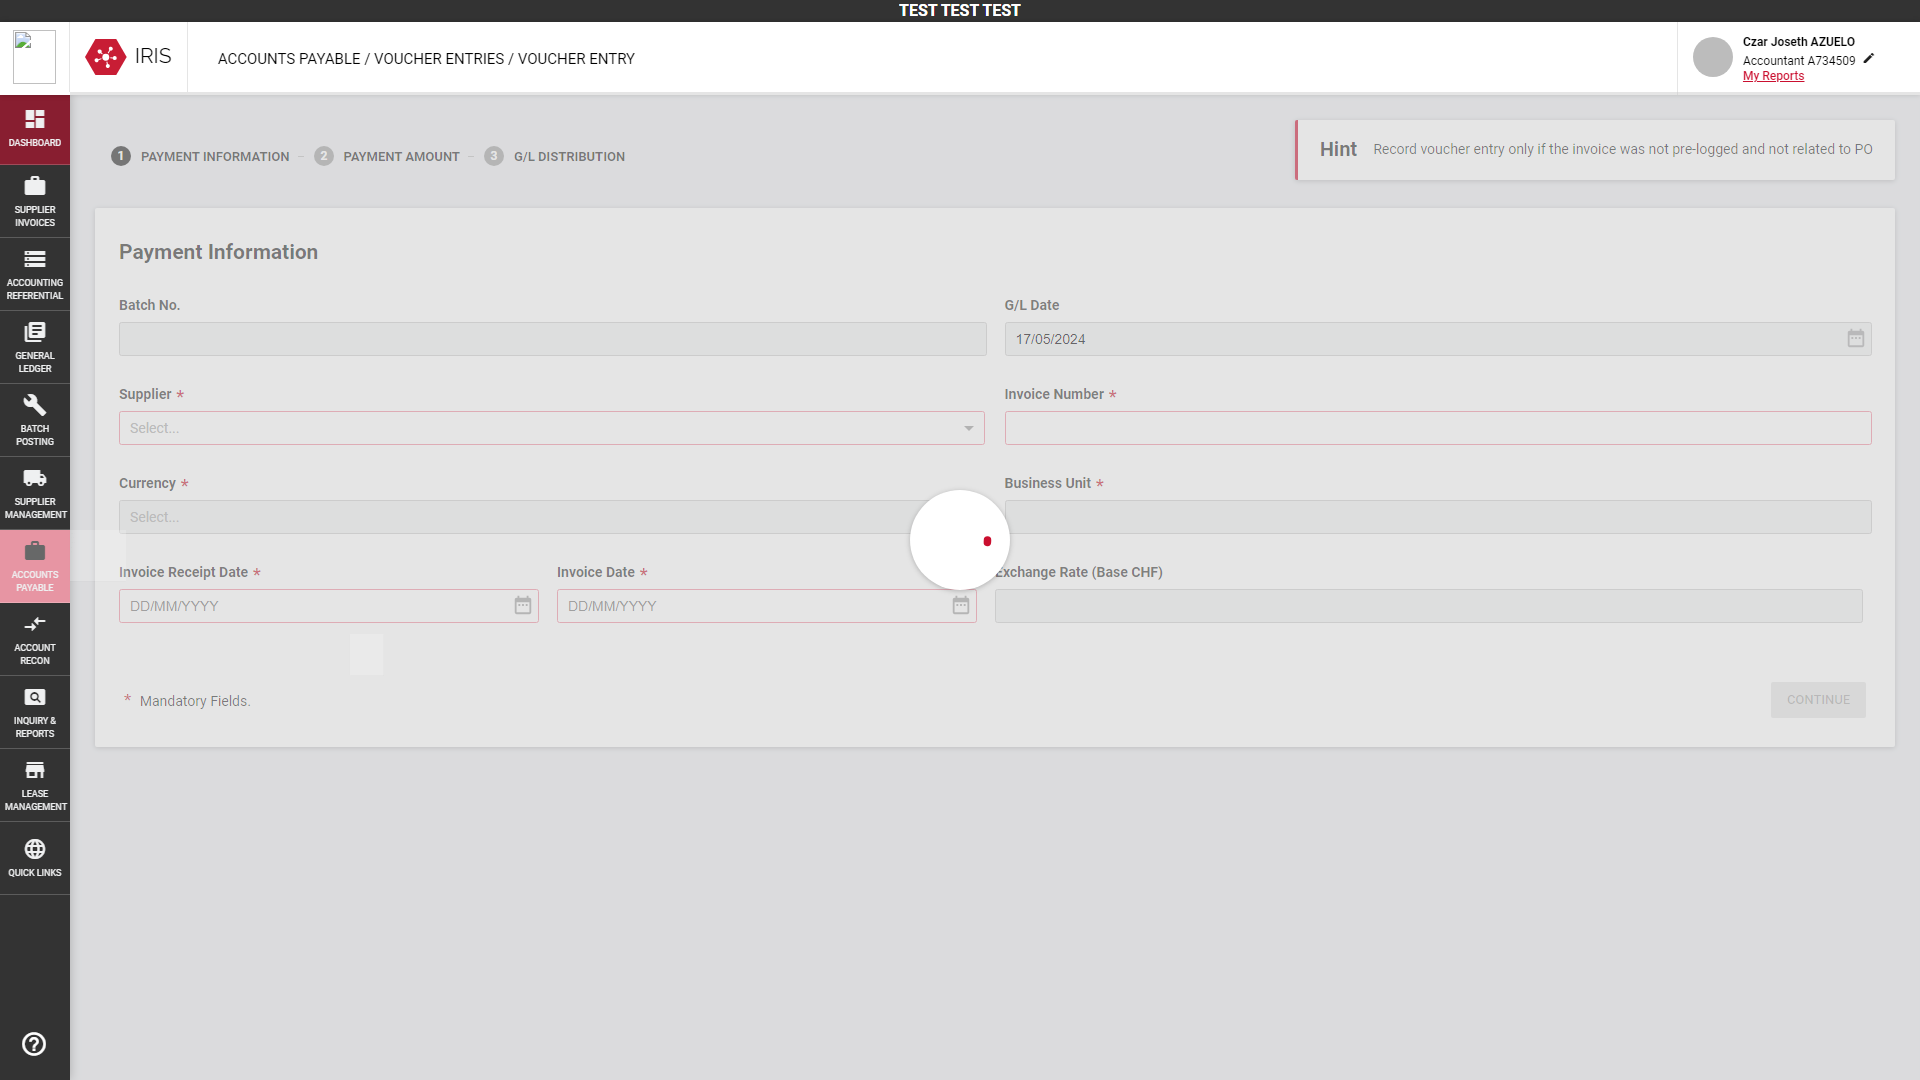 TEST TEST TEST
IRIS
ACCOUNTS PAYABLE / VOUCHER ENTRIES / VOUCHER ENTRY
Czar Joseth AZUELO
Accountant A734509
My Reports
DASHBOARD
SUPPLIER
INVOICES
ACCOUNTING
REFERENTIAL
GENERAL
LEDGER
BATCH
POSTING
SUPPLIER
MANAGEMENT
ACCOUNTS
PAYABLE
ACCOUNT
RECON
INQUIRY &
REPORTS
LEASE
MANAGEMENT
QUICK LINKS
1 PAYMENT INFORMATION – 2 PAYMENT AMOUNT – 3 G/L DISTRIBUTION
Hint Record voucher entry only if the invoice was not pre-logged and not related to PO
Payment Information
Batch No.
G/L Date
17/05/2024
Supplier *
Invoice Number *
Select...
Currency *
Business Unit *
Select...
Invoice Receipt Date *
Invoice Date *
Exchange Rate (Base CHF)
DD/MM/YYYY
DD/MM/YYYY
* Mandatory Fields.
CONTINUE